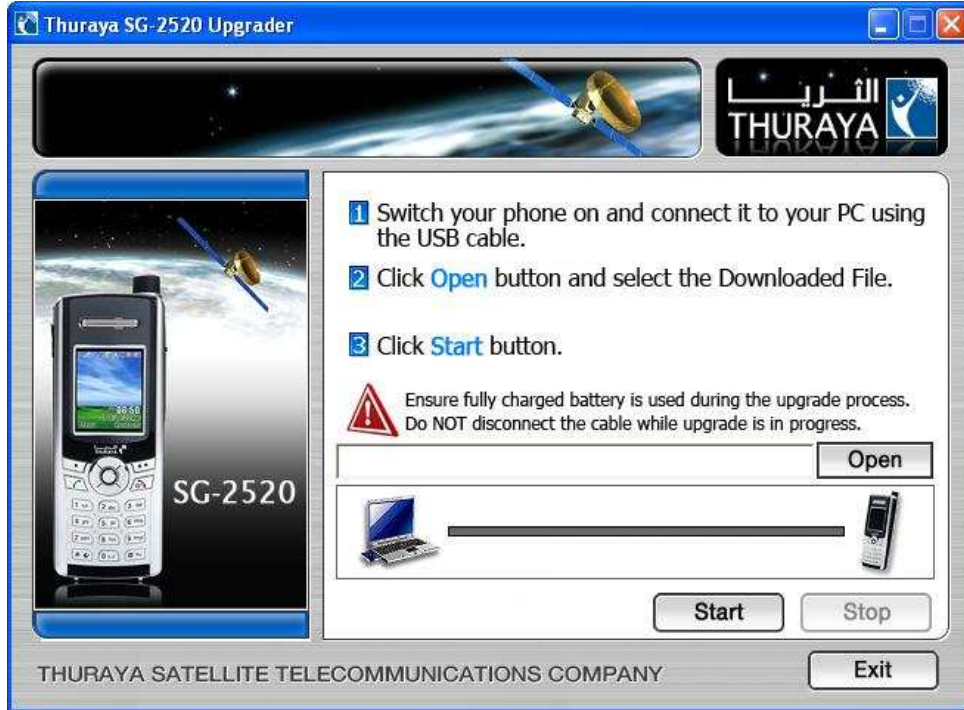 Thuraya SG-2520 Upgrader
الثريا
THURAYA
1 Switch your phone on and connect it to your PC using
the USB cable.
2 Click Open button and select the Downloaded File.
3 Click Start button.
Ensure fully charged battery is used during the upgrade process.
Do NOT disconnect the cable while upgrade is in progress.
Open
SG-2520
Start
Stop
THURAYA SATELLITE TELECOMMUNICATIONS COMPANY
Exit